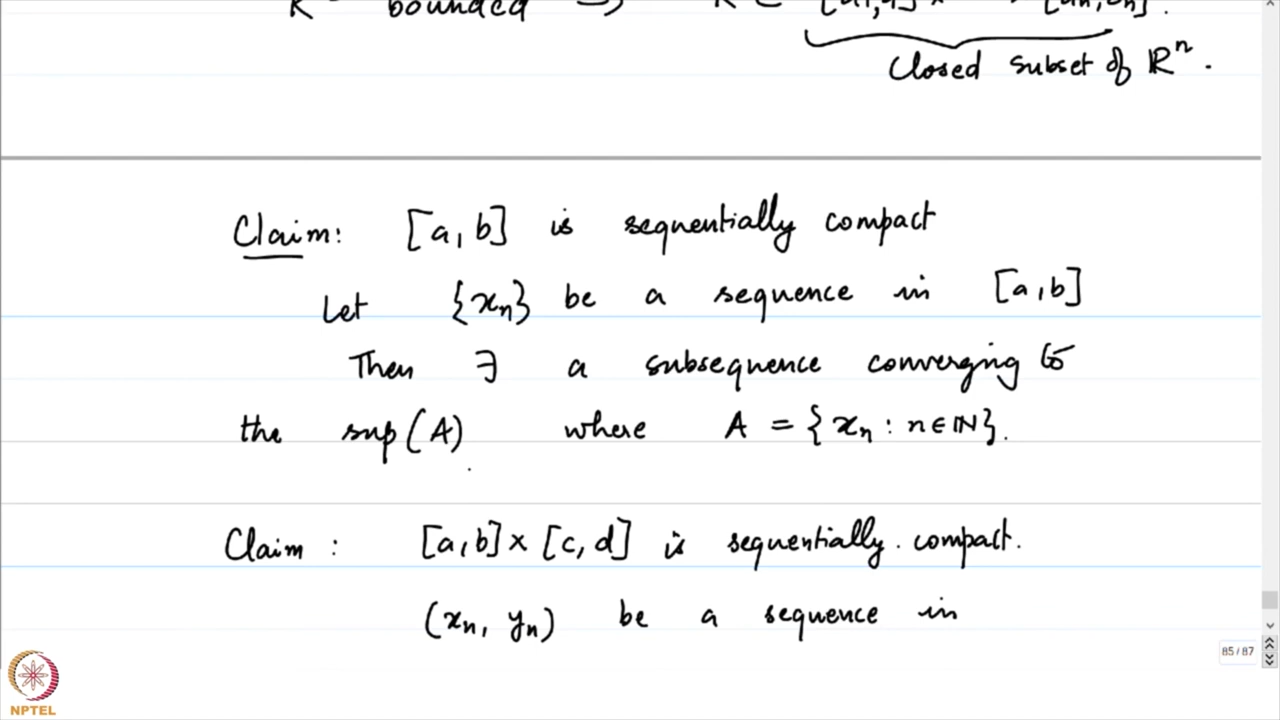 bounded
closed subset of ℝⁿ.
Claim: [a, b] is sequentially compact
Let {xₙ} be a sequence in [a, b]
Then ∃ a subsequence converging to
the sup(A) where A = {xₙ : n ∈ ℕ}.
Claim : [a, b] × [c, d] is sequentially compact.
(xₙ, yₙ) be a sequence in
85 / 87
NPTEL